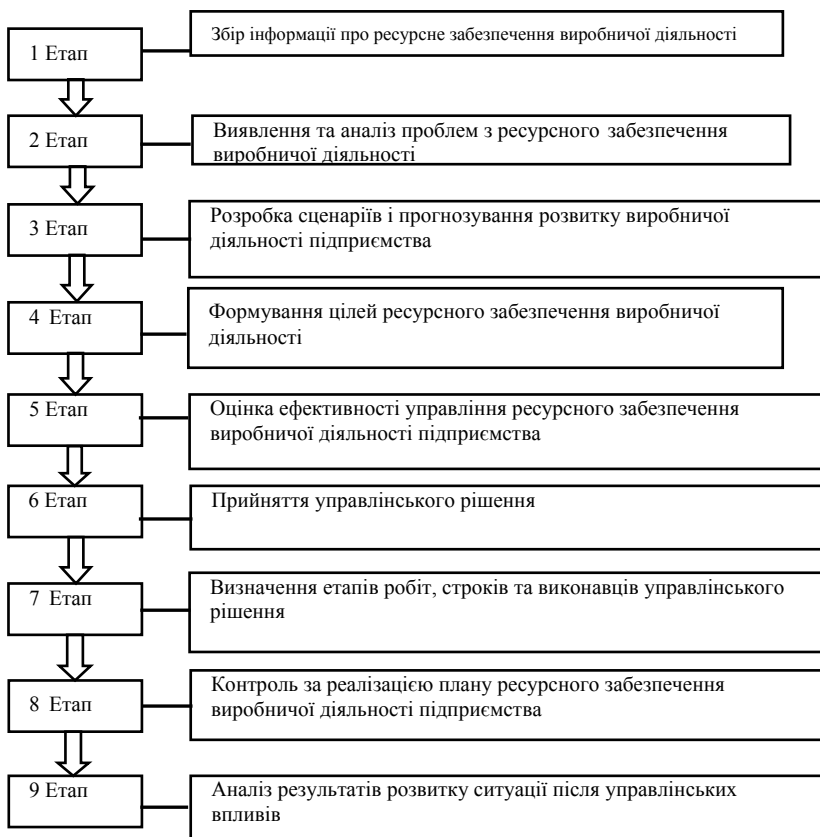 1 Етап
Збір інформації про ресурсне забезпечення виробничої діяльності
2 Етап
Виявлення та аналіз проблем з ресурсного забезпечення
виробничої діяльності
3 Етап
Розробка сценаріїв і прогнозування розвитку виробничої
діяльності підприємства
4 Етап
Формування цілей ресурсного забезпечення виробничої
діяльності
5 Етап
Оцінка ефективності управління ресурсного забезпечення
виробничої діяльності підприємства
6 Етап
Прийняття управлінського рішення
7 Етап
Визначення етапів робіт, строків та виконавців управлінського
рішення
8 Етап
Контроль за реалізацією плану ресурсного забезпечення
виробничої діяльності підприємства
9 Етап
Аналіз результатів розвитку ситуації після управлінських
впливів